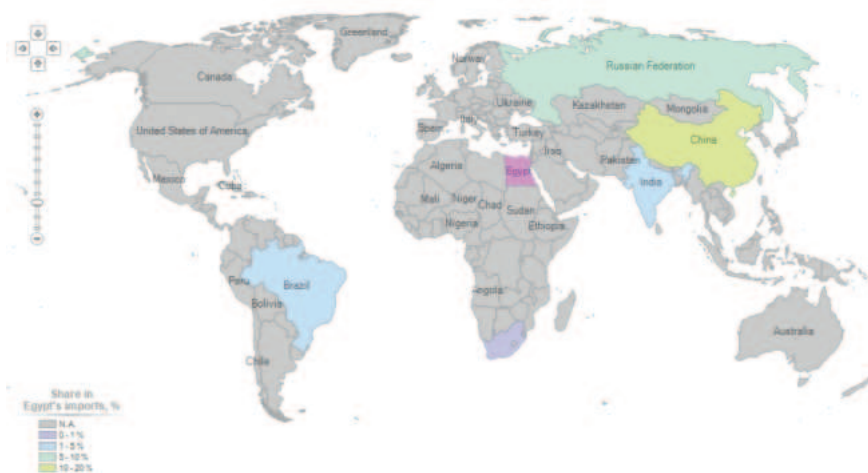 Greenland
Norway
Russian Federation
Canada
Ukraine
Kazakhstan
Mongolia
United States of America
Spain
Italy
Turkey
China
Iraq
Pakistan
Algeria
Egypt
Mexico
Cuba
India
Mali
Niger
Chad
Sudan
Nigeria
Ethiopia
Peru
Brazil
Angola
Bolivia
Australia
Chile
Share in
Egypt's imports, %
N.A.
0 - 1 %
1 - 5 %
5 - 10 %
10 - 20 %